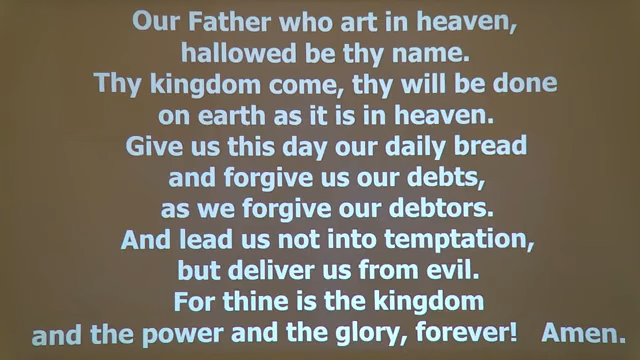 Our Father who art in heaven,
hallowed be thy name.
Thy kingdom come, thy will be done
on earth as it is in heaven.
Give us this day our daily bread
and forgive us our debts,
as we forgive our debtors.
And lead us not into temptation,
but deliver us from evil.
For thine is the kingdom
and the power and the glory, forever! Amen.